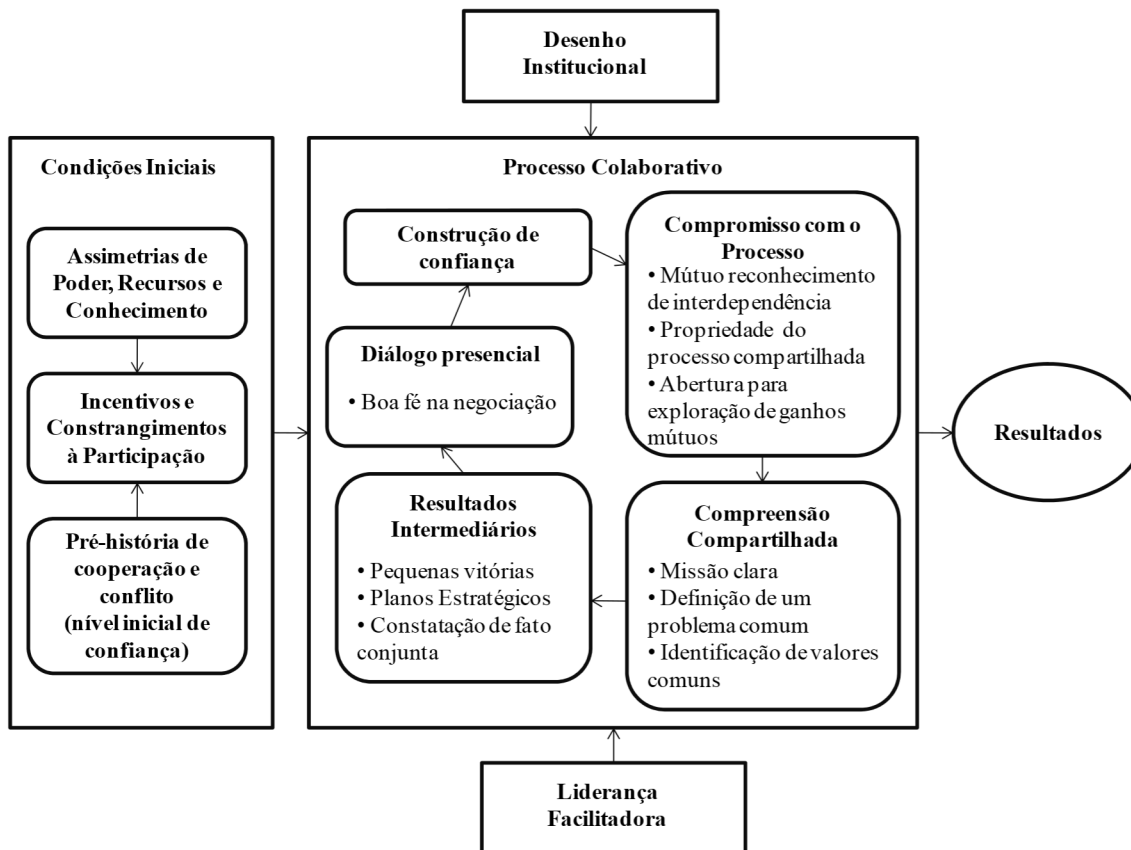 Desenho
Institucional
Condições Iniciais
Assimetrias de
Poder, Recursos e
Conhecimento
Incentivos e
Constrangimentos
à Participação
Pré-história de
cooperação e
conflito
(nível inicial de
confiança)
Processo Colaborativo
Construção de
confiança
Compromisso com o
Processo
• Mútuo reconhecimento
de interdependência
• Propriedade do
processo compartilhada
• Abertura para
exploração de ganhos
mútuos
Diálogo presencial
• Boa fé na negociação
Resultados
Intermediários
• Pequenas vitórias
• Planos Estratégicos
• Constatação de fato
conjunta
Compreensão
Compartilhada
• Missão clara
• Definição de um
problema comum
• Identificação de valores
comuns
Resultados
Liderança
Facilitadora